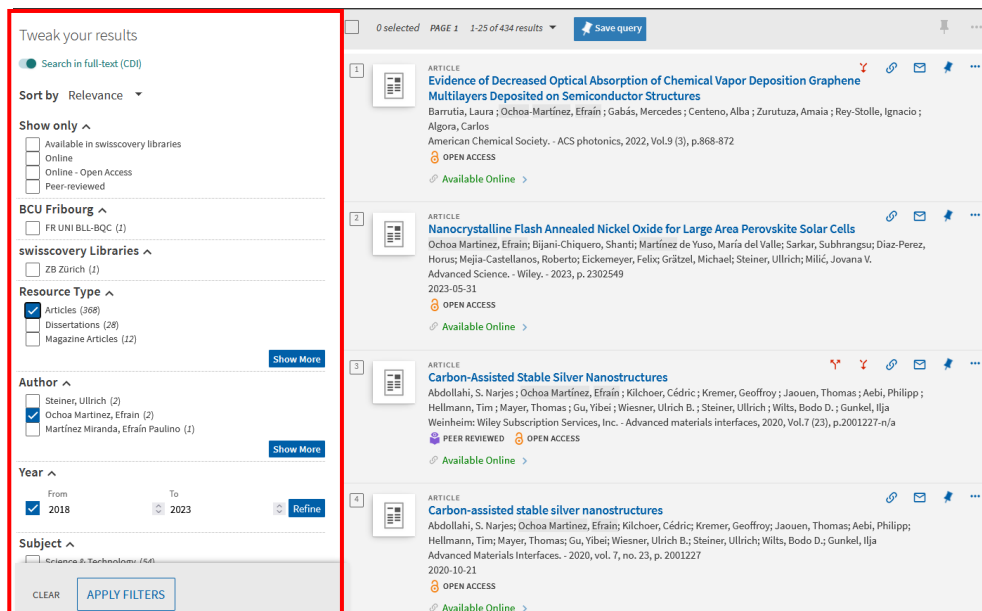 Tweak your results
Search in full-text (CDI)
Sort by Relevance
Show only
Available in swisscovery libraries
Online
Online - Open Access
Peer-reviewed
BCU Fribourg
FR UNI BLL-BQC (1)
swisscovery Libraries
ZB Zürich (1)
Resource Type
Articles (368)
Dissertations (28)
Magazine Articles (12)
Show More
Author
Steiner, Ullrich (2)
Ochoa Martinez, Efrain (2)
Martínez Miranda, Efraín Paulino (1)
Show More
Year
From To
2018 2023 Refine
Subject
Science & Technology (54)
CLEAR APPLY FILTERS
0 selected PAGE 1 1-25 of 434 results Save query
1
ARTICLE
Evidence of Decreased Optical Absorption of Chemical Vapor Deposition Graphene
Multilayers Deposited on Semiconductor Structures
Barrutia, Laura ; Ochoa-Martínez, Efraín ; Gabás, Mercedes ; Centeno, Alba ; Zurutuza, Amaia ; Rey-Stolle, Ignacio ;
Algora, Carlos
American Chemical Society. - ACS photonics, 2022, Vol.9 (3), p.868-872
OPEN ACCESS
Available Online
2
ARTICLE
Nanocrystalline Flash Annealed Nickel Oxide for Large Area Perovskite Solar Cells
Ochoa Martinez, Efrain; Bijani-Chiquero, Shanti; Martínez de Yuso, María del Valle; Sarkar, Subhrangsu; Diaz-Perez,
Horus; Mejia-Castellanos, Roberto; Eickemeyer, Felix; Grätzel, Michael; Steiner, Ullrich; Milić, Jovana V.
Advanced Science. - Wiley. - 2023, p. 2302549
2023-05-31
OPEN ACCESS
Available Online
3
ARTICLE
Carbon-Assisted Stable Silver Nanostructures
Abdollahi, S. Narjes ; Ochoa Martínez, Efraín ; Kilchoer, Cédric ; Kremer, Geoffroy ; Jaouen, Thomas ; Aebi, Philipp ;
Hellmann, Tim ; Mayer, Thomas ; Gu, Yibei ; Wiesner, Ulrich B. ; Steiner, Ullrich ; Wilts, Bodo D. ; Gunkel, Ilja
Weinheim: Wiley Subscription Services, Inc. - Advanced materials interfaces, 2020, Vol.7 (23), p.2001227-n/a
PEER REVIEWED OPEN ACCESS
Available Online
4
ARTICLE
Carbon-assisted stable silver nanostructures
Abdollahi, S. Narjes; Ochoa Martinez, Efrain; Kilchoer, Cédric; Kremer, Geoffroy; Jaouen, Thomas; Aebi, Philipp;
Hellmann, Tim; Mayer, Thomas; Gu, Yibei; Wiesner, Ulrich B.; Steiner, Ullrich; Wilts, Bodo D.; Gunkel, Ilja
Advanced Materials Interfaces. - 2020, vol. 7, no. 23, p. 2001227
2020-10-21
OPEN ACCESS
Available Online